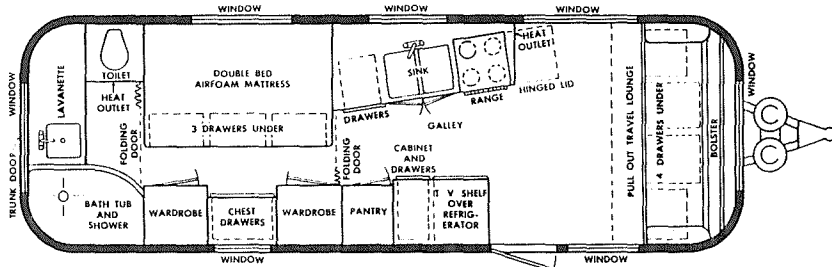 WINDOW
WINDOW
WINDOW
WINDOW
TRUNK DOOR
LAVANETTE
TOILET
HEAT
OUTLET
FOLDING
DOOR
BATH TUB
AND
SHOWER
DOUBLE BED
AIRFOAM MATTRESS
3 DRAWERS UNDER
WARDROBE
CHEST
DRAWERS
WARDROBE
FOLDING
DOOR
PANTRY
SINK
DRAWERS
GALLEY
RANGE
HEAT
OUTLET
HINGED LID
CABINET
AND
DRAWERS
T V SHELF
OVER
REFRIG-
ERATOR
PULL OUT TRAVEL LOUNGE
4 DRAWERS UNDER
BOLSTER
WINDOW
WINDOW
WINDOW